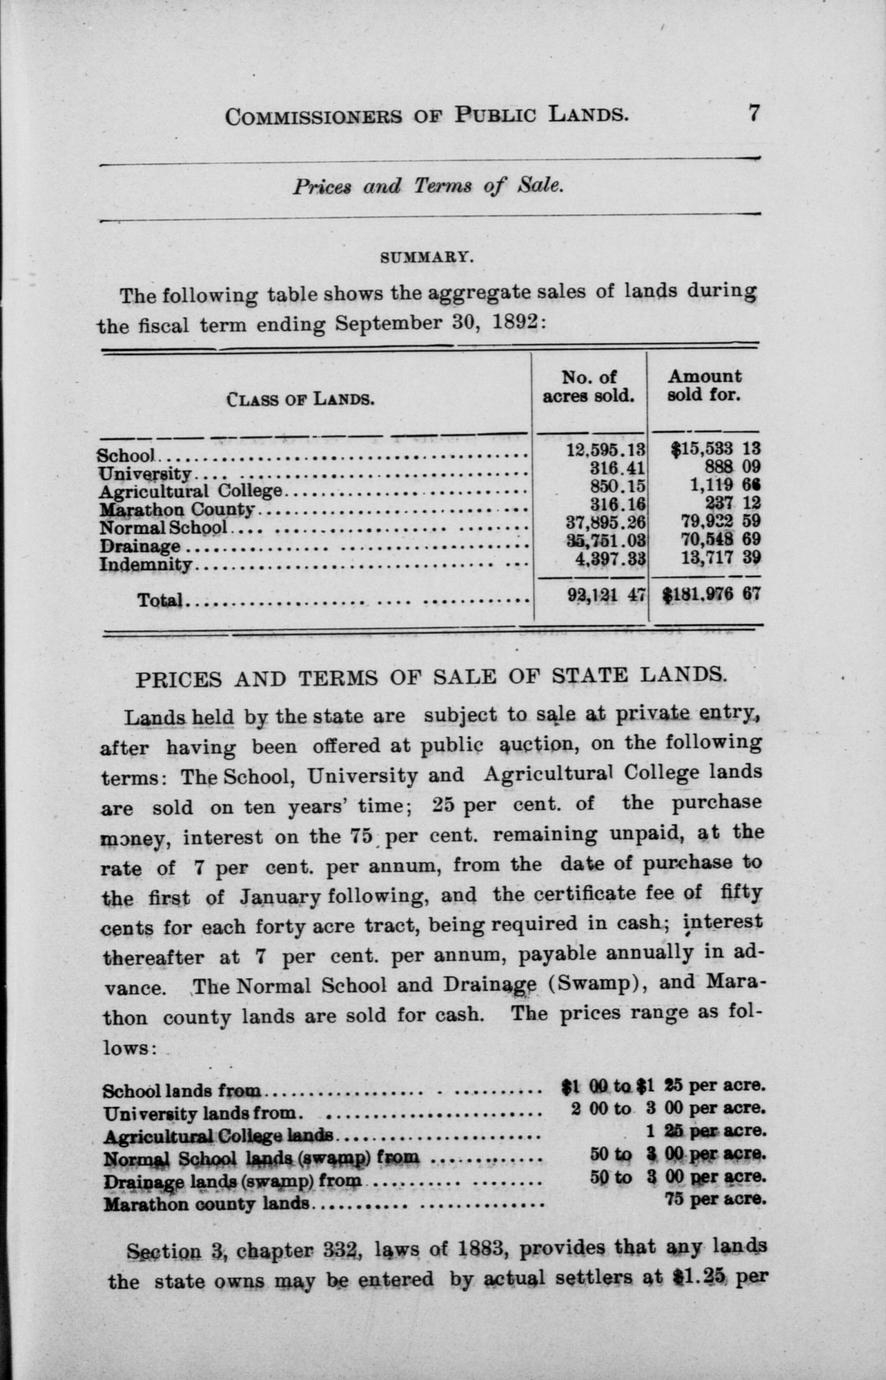 COMMISSIONERS OF PUBLIC LANDS. 7
Prices and Terms of Sale.
SUMMARY.
The following table shows the aggregate sales of lands during
the fiscal term ending September 30, 1892:
CLASS OF LANDS. No. of acres sold. Amount sold for.
School 12,595.13 $15,533 13
University 316.41 888 09
Agricultural College 850.15 1,119 66
Marathon County 316.16 237 12
Normal School 37,895.26 79,922 59
Drainage 35,751.03 70,548 69
Indemnity 4,397.33 13,717 39
Total 92,121 47 $181,976 67
PRICES AND TERMS OF SALE OF STATE LANDS.
Lands held by the state are subject to sale at private entry,
after having been offered at public auction, on the following
terms: The School, University and Agricultural College lands
are sold on ten years' time; 25 per cent. of the purchase
money, interest on the 75 per cent. remaining unpaid, at the
rate of 7 per cent. per annum, from the date of purchase to
the first of January following, and the certificate fee of fifty
cents for each forty acre tract, being required in cash; interest
thereafter at 7 per cent. per annum, payable annually in ad-
vance. The Normal School and Drainage (Swamp), and Mara-
thon county lands are sold for cash. The prices range as fol-
lows:
School lands from $1 00 to $1 25 per acre.
University lands from. 2 00 to 3 00 per acre.
Agricultural College lands 1 25 per acre.
Normal School lands (swamp) from 50 to 3 00 per acre.
Drainage lands (swamp) from 50 to 3 00 per acre.
Marathon county lands 75 per acre.
Section 3, chapter 332, laws of 1883, provides that any lands
the state owns may be entered by actual settlers at $1.25 per